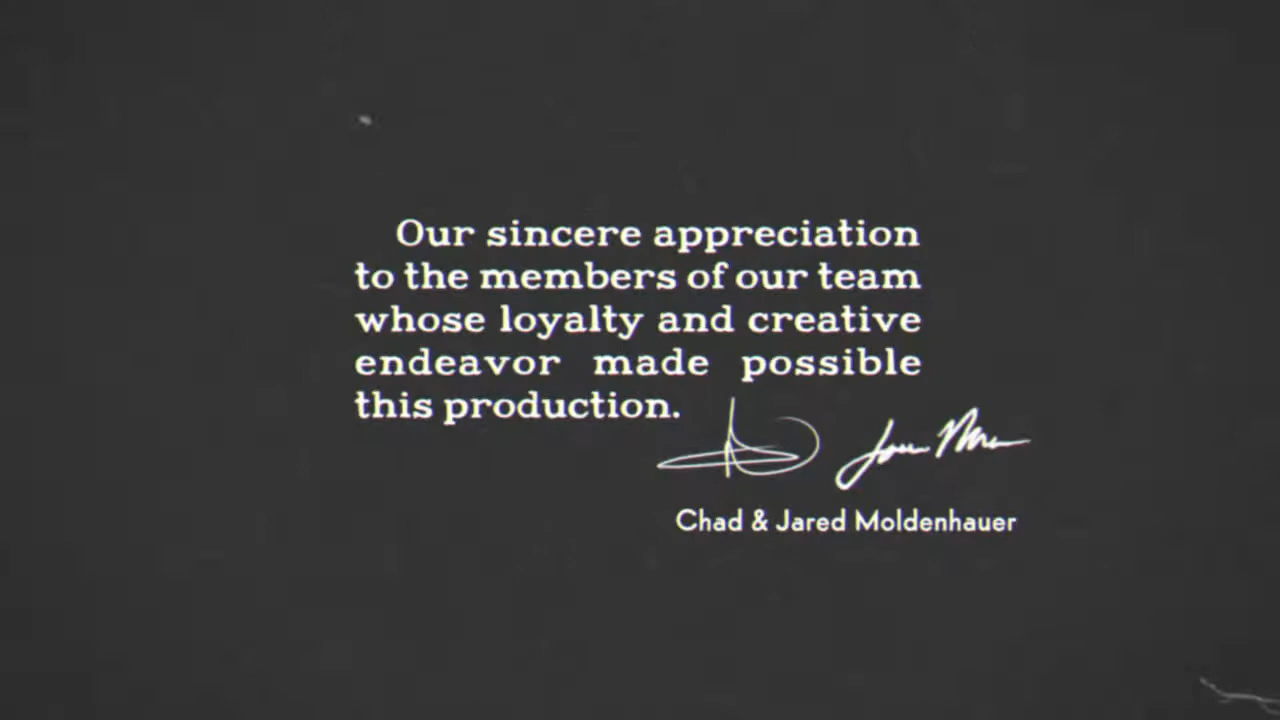 Our sincere appreciation
to the members of our team
whose loyalty and creative
endeavor made possible
this production.
Chad & Jared Moldenhauer